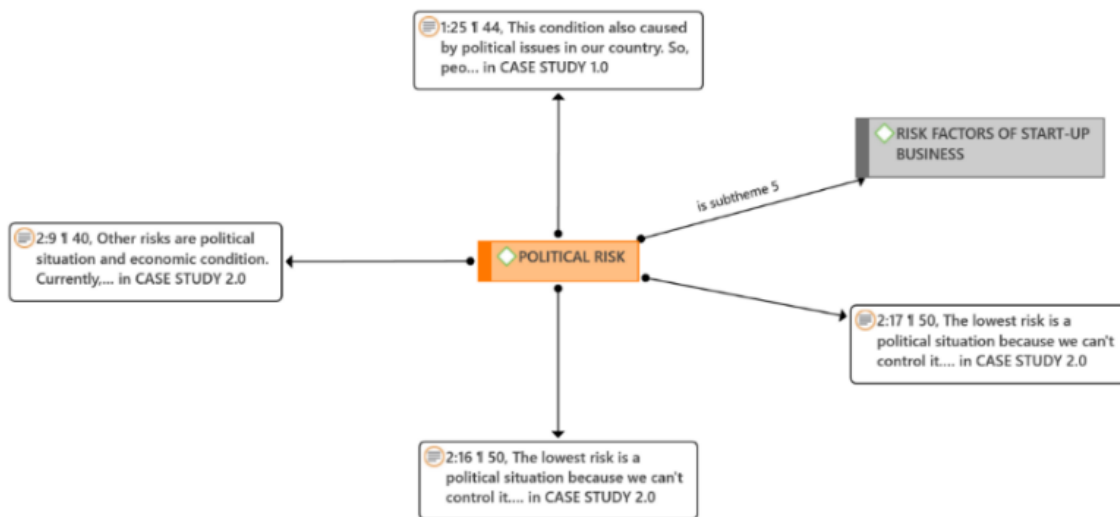 1:25 ¶ 44, This condition also caused
by political issues in our country. So,
peo... in CASE STUDY 1.0
RISK FACTORS OF START-UP
BUSINESS
is subtheme 5
2:9 ¶ 40, Other risks are political
situation and economic condition.
Currently,... in CASE STUDY 2.0
POLITICAL RISK
2:17 ¶ 50, The lowest risk is a
political situation because we can't
control it.... in CASE STUDY 2.0
2:16 ¶ 50, The lowest risk is a
political situation because we can't
control it.... in CASE STUDY 2.0